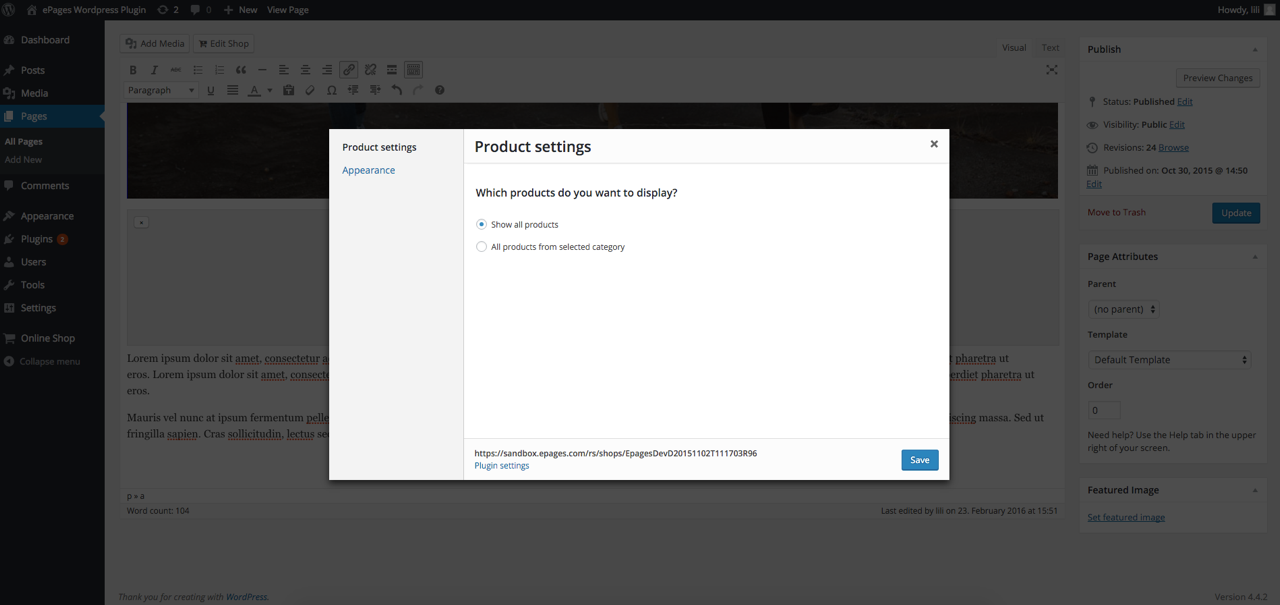 ePages Wordpress Plugin 2 0 New View Page Howdy, lili
Dashboard
Posts
Media
Pages
All Pages
Add New
Comments
Appearance
Plugins 2
Users
Tools
Settings
Online Shop
Collapse menu
Add Media Edit Shop Visual Text
B I ABC
Paragraph U A
Lorem ipsum dolor sit amet, consectetur pharetra ut
eros. Lorem ipsum dolor sit amet, pharetra ut
eros.
Mauris vel nunc at ipsum fermentum massa. Sed ut
fringilla sapien. Cras sollicitudin, lectus
p » a
Word count: 104 Last edited by lili on 23. February 2016 at 15:51
Product settings
Appearance
Product settings
Which products do you want to display?
Show all products
All products from selected category
https://sandbox.epages.com/rs/shops/EpagesDevD20151102T111703R96
Plugin settings
Save
Publish
Preview Changes
Status: Published Edit
Visibility: Public Edit
Revisions: 24 Browse
Published on: Oct 30, 2015 @ 14:50
Edit
Move to Trash Update
Page Attributes
Parent
(no parent)
Template
Default Template
Order
0
Need help? Use the Help tab in the upper
right of your screen.
Featured Image
Set featured image
Thank you for creating with WordPress. Version 4.4.2